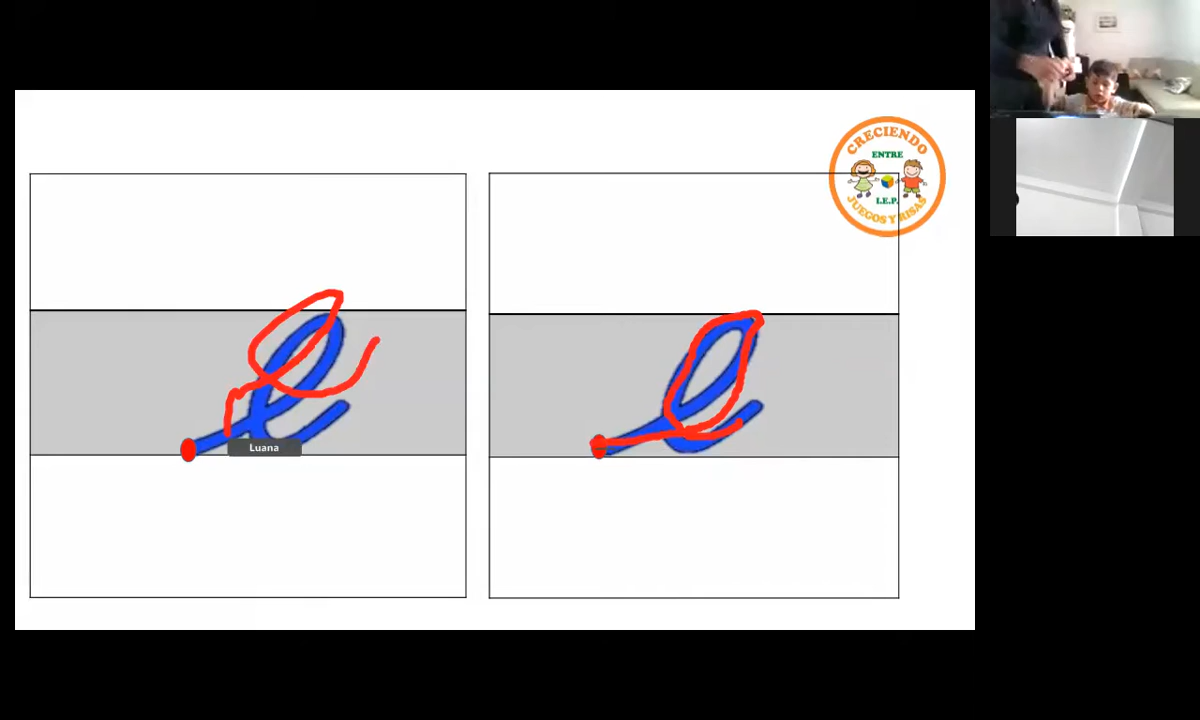 CRECIENDO
ENTRE
I.E.P.
JUEGOS Y RISAS
e e
Luana